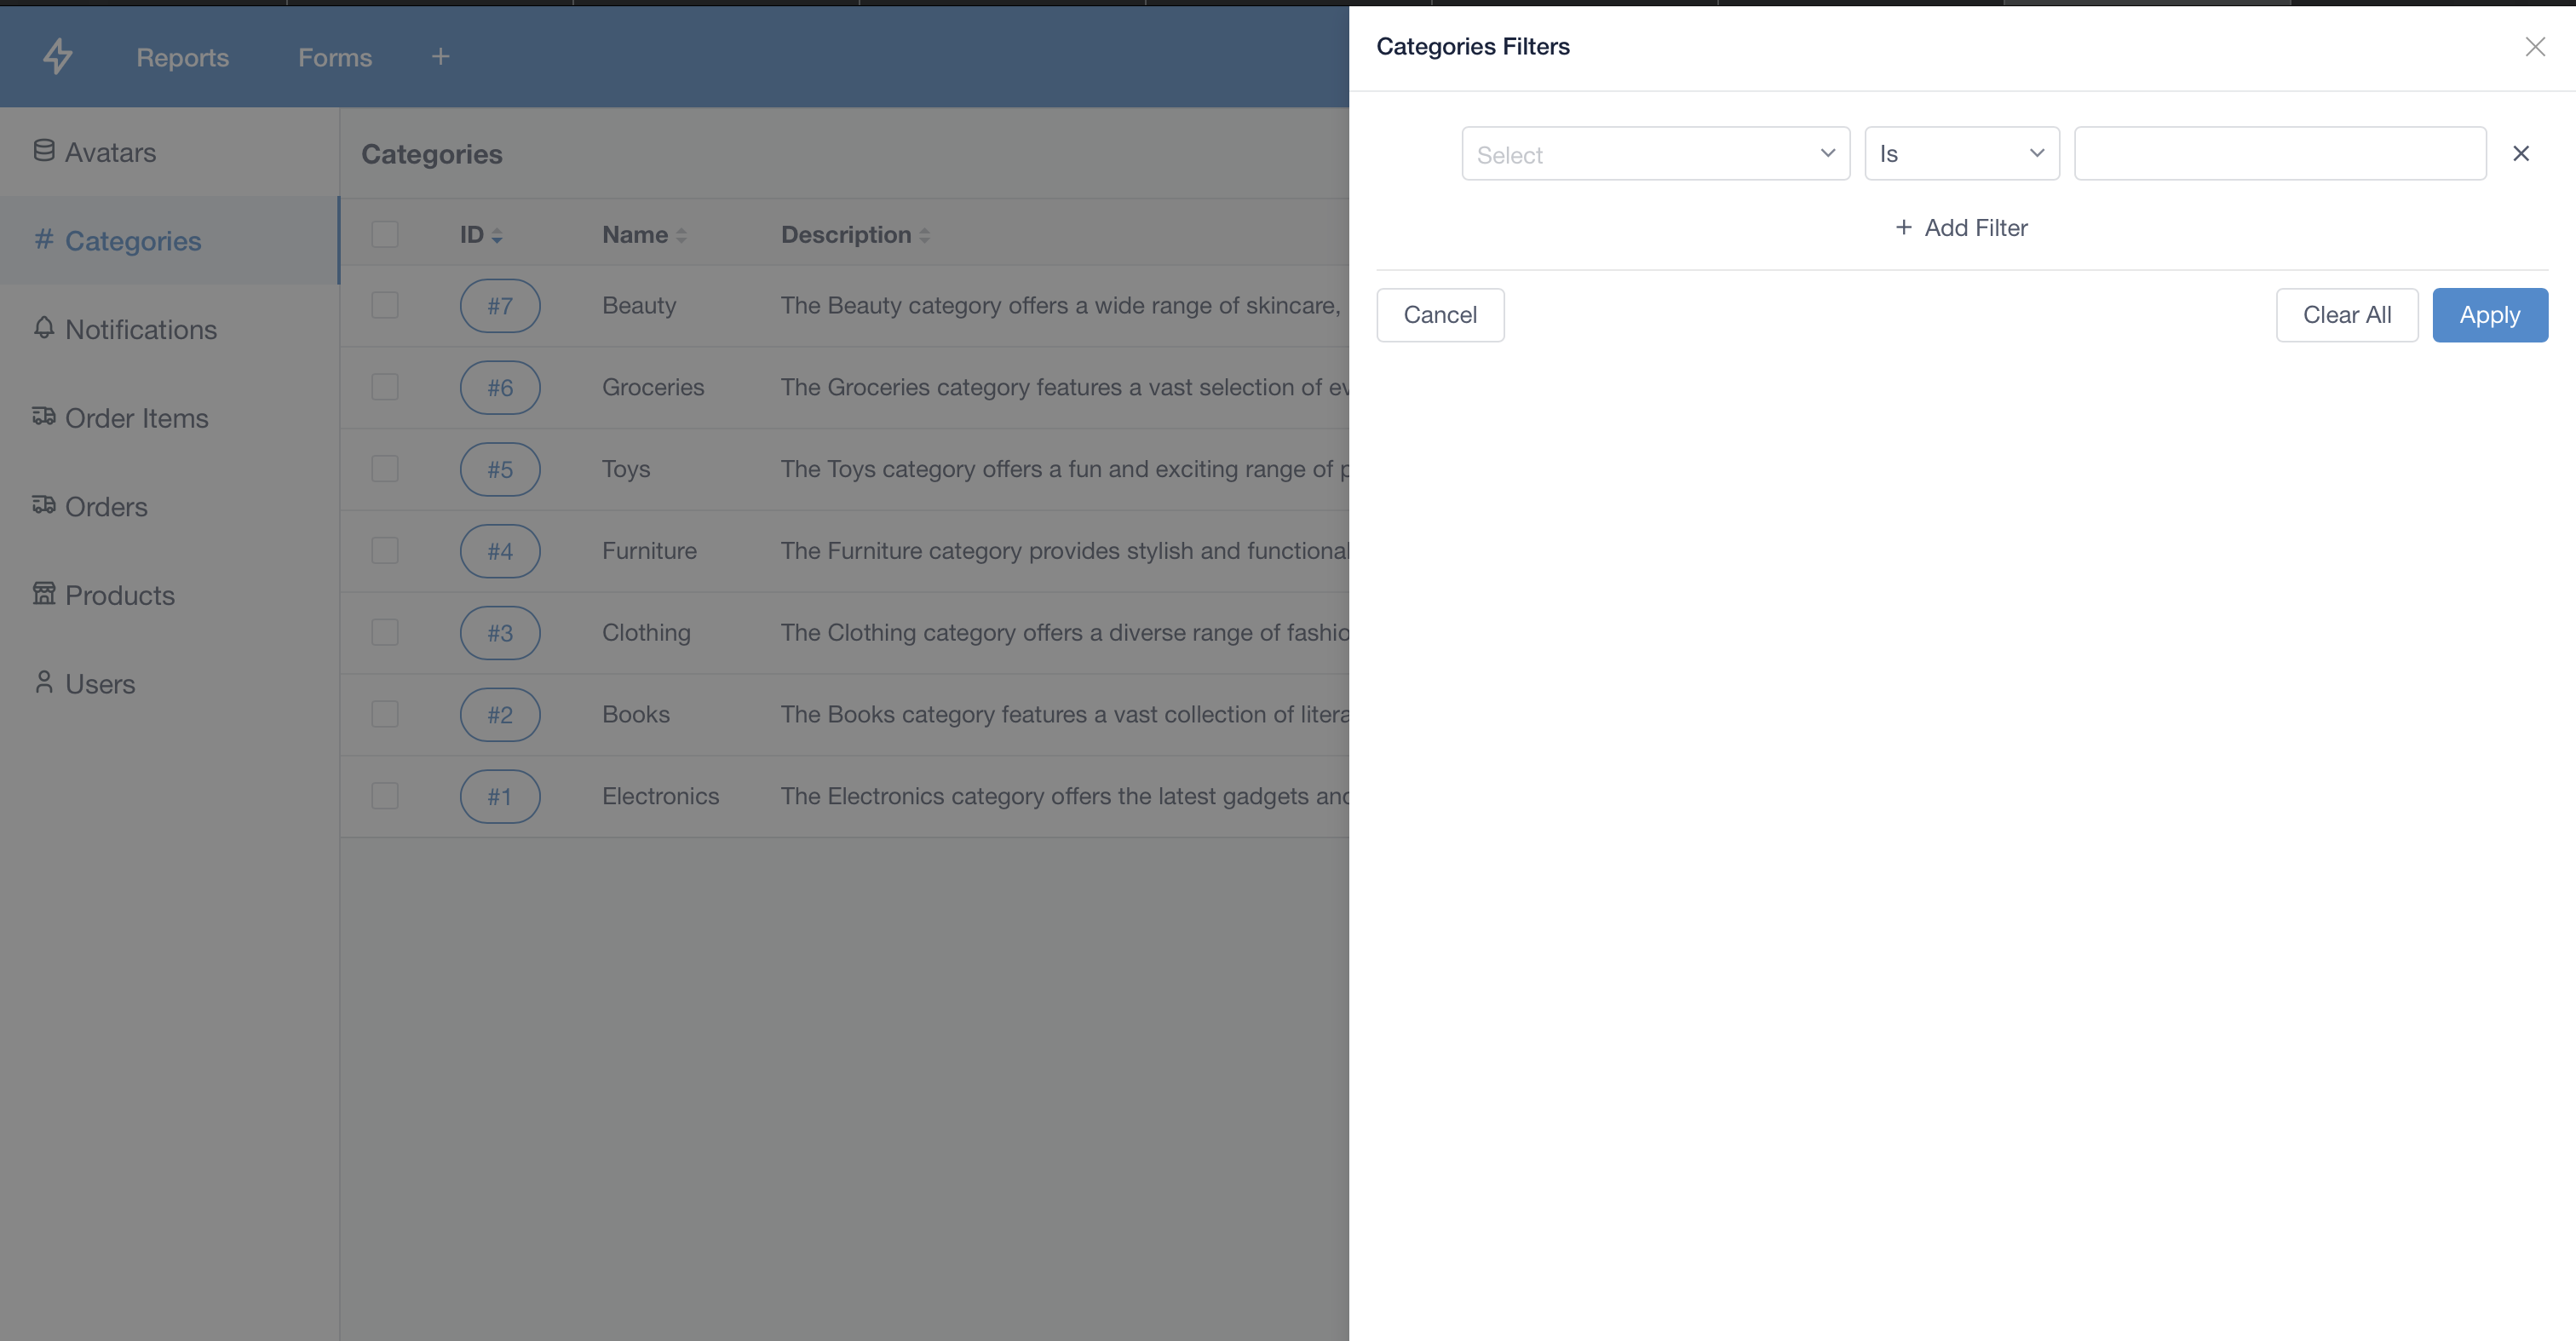 Reports Forms +
Avatars
# Categories
Notifications
Order Items
Orders
Products
Users
Categories
ID Name Description
#7 Beauty The Beauty category offers a wide range of skincare,
#6 Groceries The Groceries category features a vast selection of ev
#5 Toys The Toys category offers a fun and exciting range of p
#4 Furniture The Furniture category provides stylish and functional
#3 Clothing The Clothing category offers a diverse range of fashio
#2 Books The Books category features a vast collection of litera
#1 Electronics The Electronics category offers the latest gadgets and
Categories Filters
Select Is
+ Add Filter
Cancel Clear All Apply